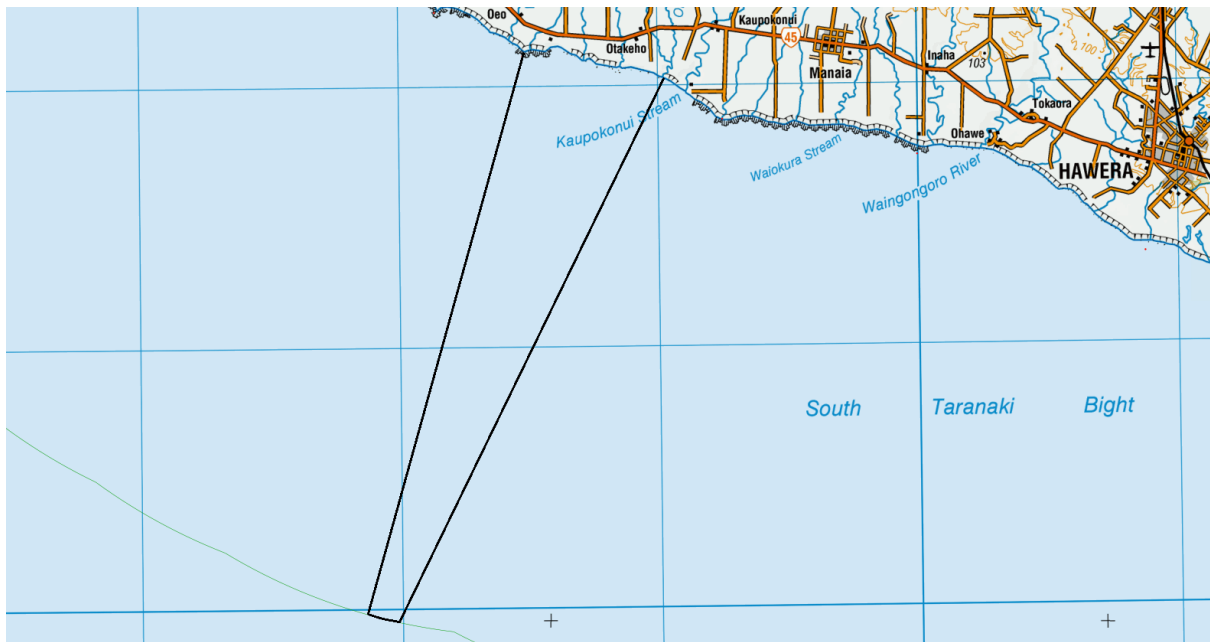 Oeo
Kaupokonui
Otakeho
45
Manaia
Inaha
103
100
Tokaora
Ohawe
HAWERA
Kaupokonui Stream
Waiokura Stream
Waingongoro River
South Taranaki Bight